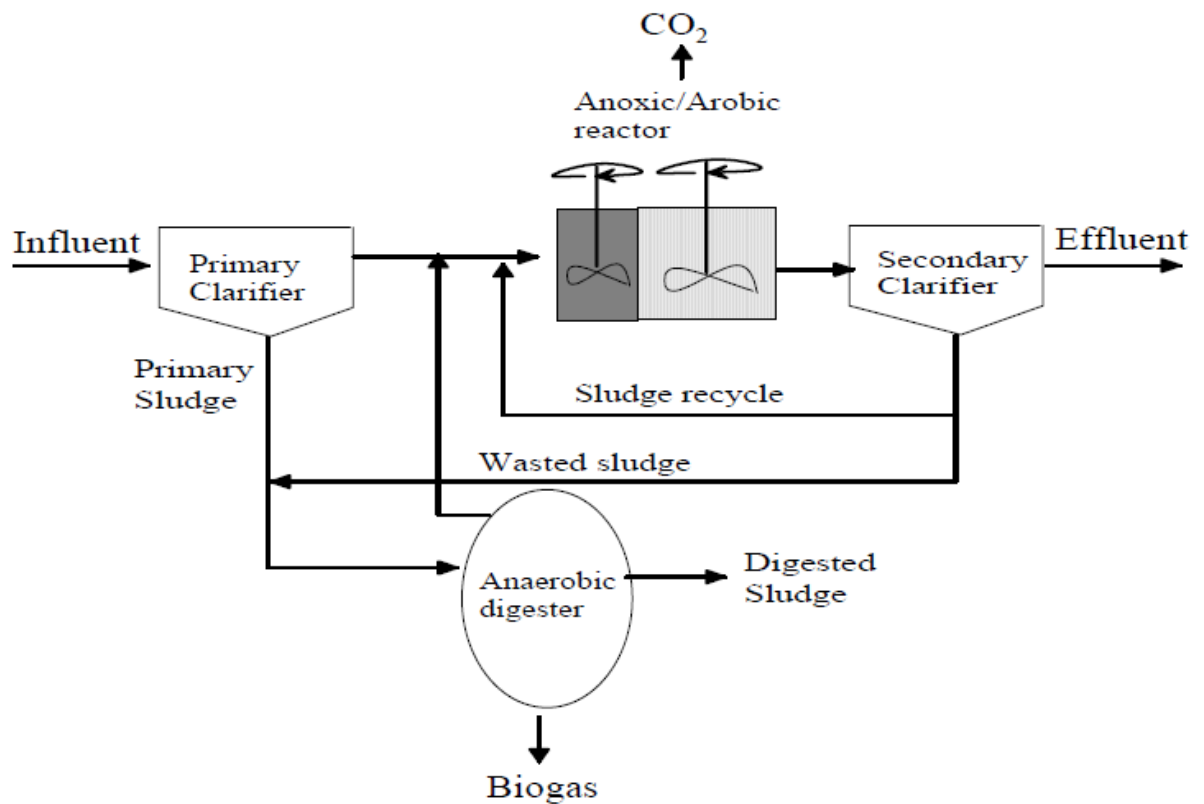 CO₂
Anoxic/Arobic
reactor
Influent
Primary
Clarifier
Secondary
Clarifier
Effluent
Primary
Sludge
Sludge recycle
Wasted sludge
Anaerobic
digester
Digested
Sludge
Biogas